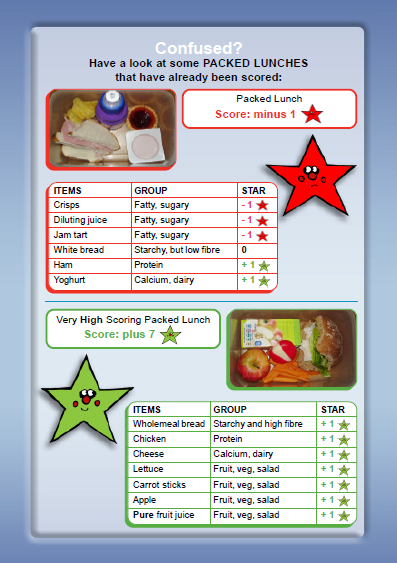 Confused?
Have a look at some PACKED LUNCHES
that have already been scored:
Packed Lunch
Score: minus 1
ITEMS GROUP STAR
Crisps Fatty, sugary - 1
Diluting juice Fatty, sugary - 1
Jam tart Fatty, sugary - 1
White bread Starchy, but low fibre 0
Ham Protein + 1
Yoghurt Calcium, dairy + 1
Very High Scoring Packed Lunch
Score: plus 7
ITEMS GROUP STAR
Wholemeal bread Starchy and high fibre + 1
Chicken Protein + 1
Cheese Calcium, dairy + 1
Lettuce Fruit, veg, salad + 1
Carrot sticks Fruit, veg, salad + 1
Apple Fruit, veg, salad + 1
Pure fruit juice Fruit, veg, salad + 1